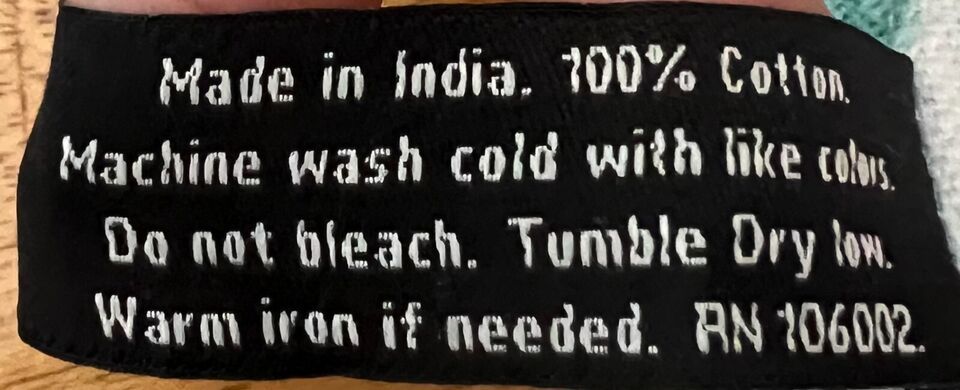 Made in India. 100% Cotton.
Machine wash cold with like colors.
Do not bleach. Tumble Dry low.
Warm iron if needed. RN 106002.